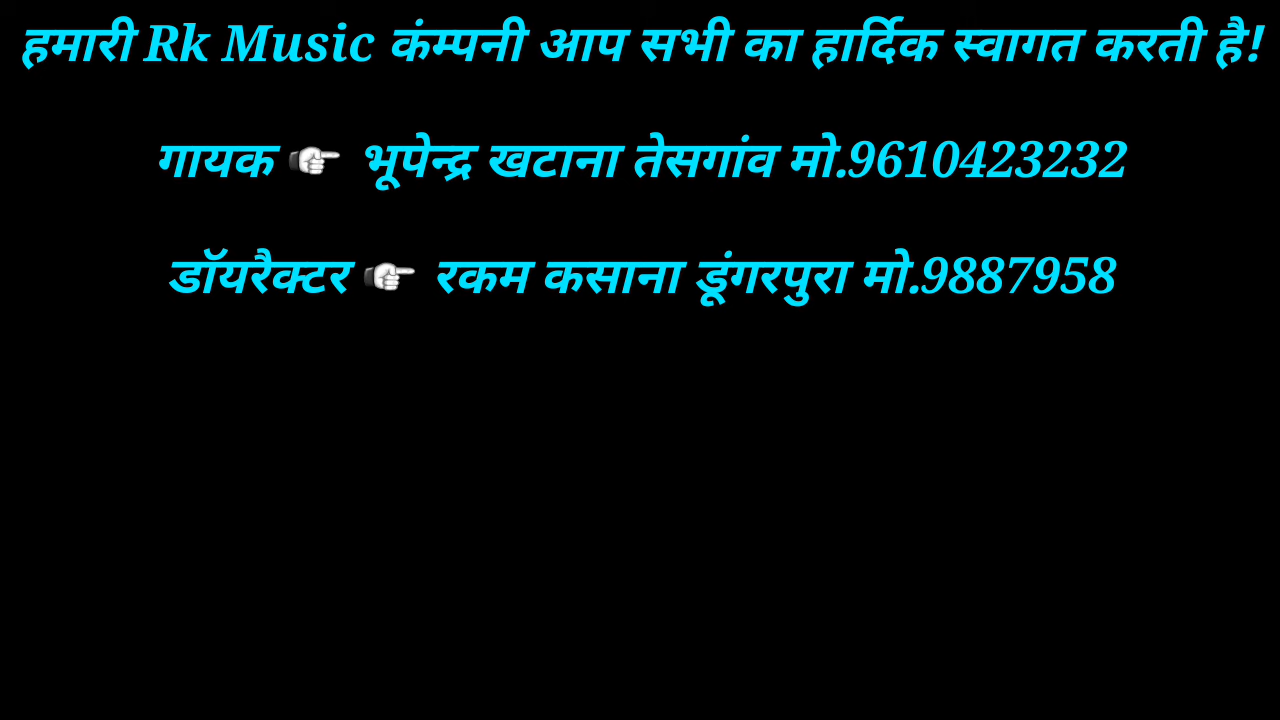 हमारी Rk Music कंम्पनी आप सभी का हार्दिक स्वागत करती है!
गायक 👉 भूपेन्द्र खटाना तेसगांव मो.9610423232
डॉयरैक्टर 👉 रकम कसाना डूंगरपुरा मो.9887958